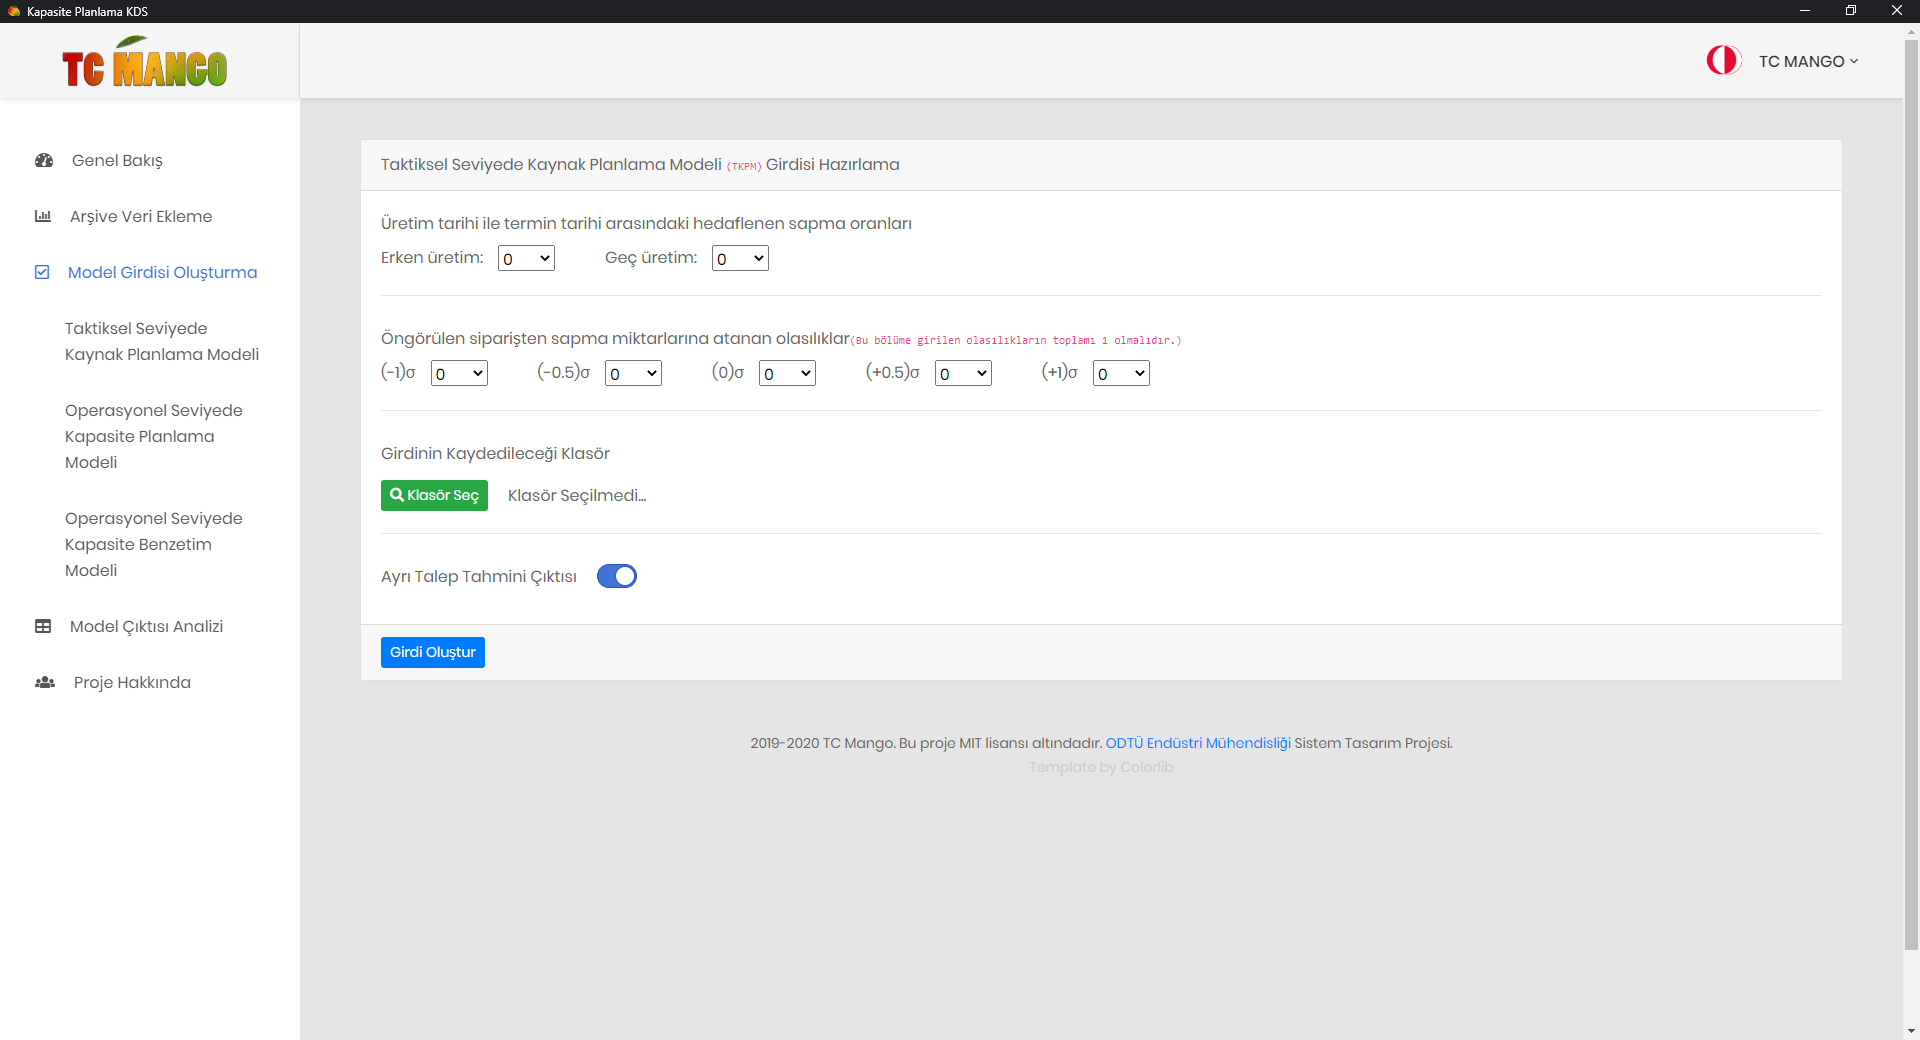 Kapasite Planlama KDS
TC MANGO
TC MANGO
Genel Bakış
Arşive Veri Ekleme
Model Girdisi Oluşturma
Taktiksel Seviyede
Kaynak Planlama Modeli
Operasyonel Seviyede
Kapasite Planlama
Modeli
Operasyonel Seviyede
Kapasite Benzetim
Modeli
Model Çıktısı Analizi
Proje Hakkında
Taktiksel Seviyede Kaynak Planlama Modeli (TKPM) Girdisi Hazırlama
Üretim tarihi ile termin tarihi arasındaki hedaflenen sapma oranları
Erken üretim: 0 Geç üretim: 0
Öngörülen siparişten sapma miktarlarına atanan olasılıklar(Bu bölüme girilen olasılıkların toplamı 1 olmalıdır.)
(-1)σ 0 (-0.5)σ 0 (0)σ 0 (+0.5)σ 0 (+1)σ 0
Girdinin Kaydedileceği Klasör
Klasör Seç Klasör Seçilmedi...
Ayrı Talep Tahmini Çıktısı
Girdi Oluştur
2019-2020 TC Mango. Bu proje MIT lisansı altındadır. ODTÜ Endüstri Mühendisliği Sistem Tasarım Projesi.
Template by Colorlib